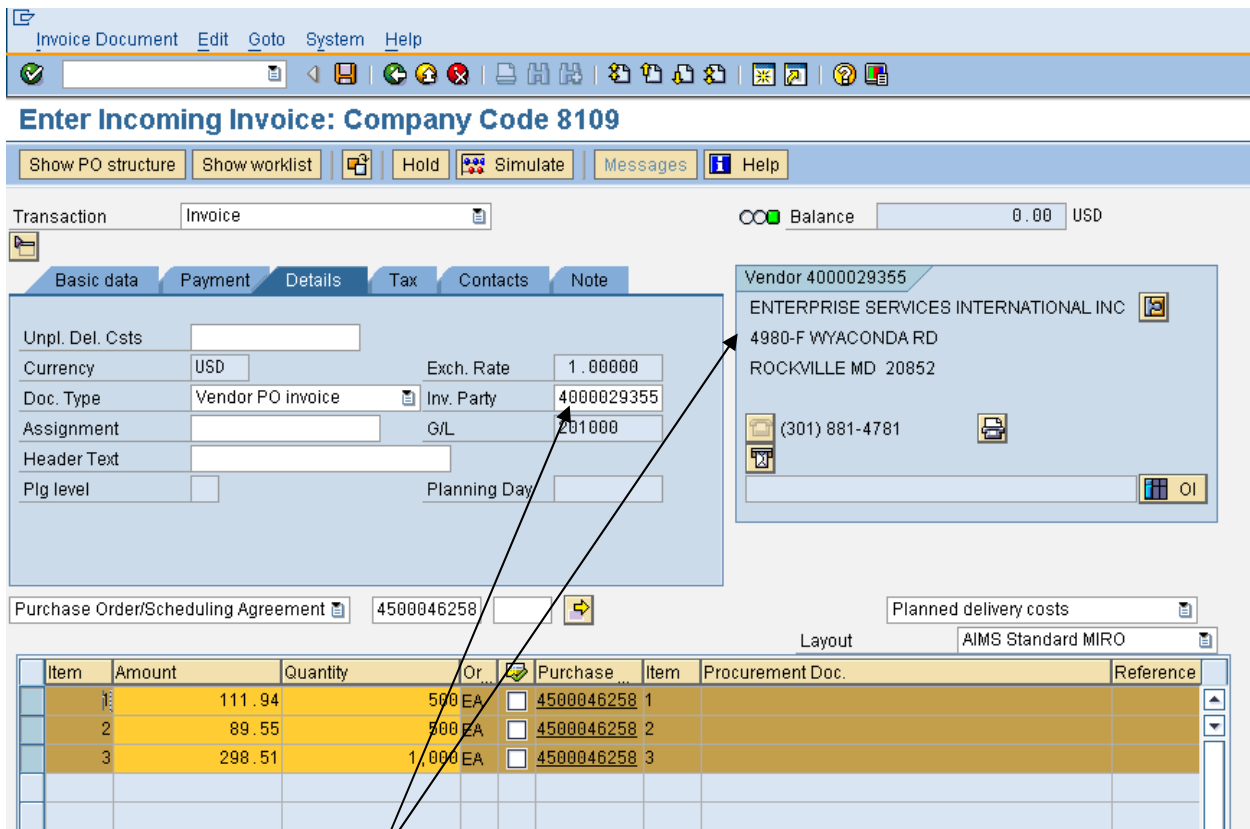 Invoice Document Edit Goto System Help
Enter Incoming Invoice: Company Code 8109
Show PO structure Show worklist Hold Simulate Messages Help
Transaction Invoice Balance 0.00 USD
Basic data Payment Details Tax Contacts Note
Vendor 4000029355
ENTERPRISE SERVICES INTERNATIONAL INC
4980-F WYACONDA RD
ROCKVILLE MD 20852
(301) 881-4781
OI
Unpl. Del. Csts
Currency USD Exch. Rate 1.00000
Doc. Type Vendor PO invoice Inv. Party 4000029355
Assignment G/L 201000
Header Text
Plg level Planning Day
Purchase Order/Scheduling Agreement 4500046258 Planned delivery costs
Layout AIMS Standard MIRO
Item Amount Quantity Or... Purchase ... Item Procurement Doc. Reference
1 111.94 500 EA 4500046258 1
2 89.55 500 EA 4500046258 2
3 298.51 1,000 EA 4500046258 3